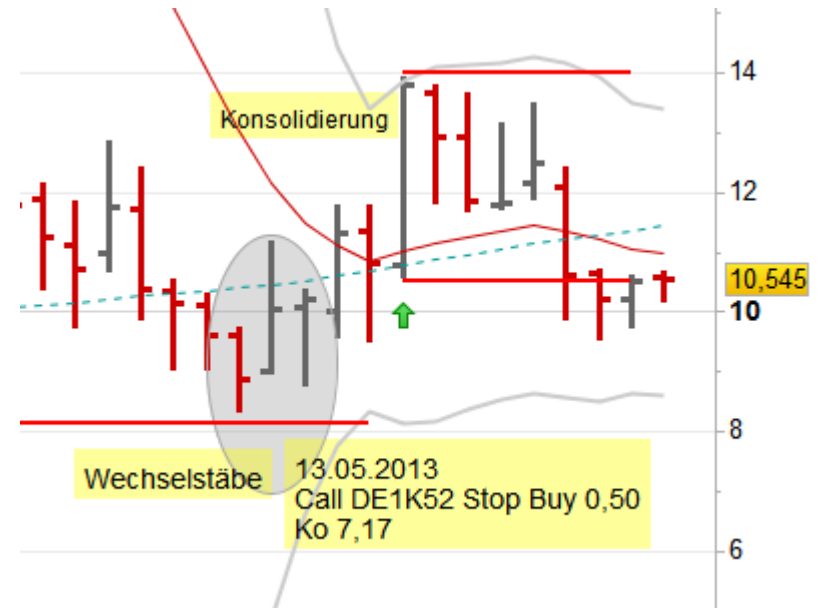 14
Konsolidierung
12
10,545
10
8
Wechselstäbe
13.05.2013
Call DE1K52 Stop Buy 0,50
Ko 7,17
6